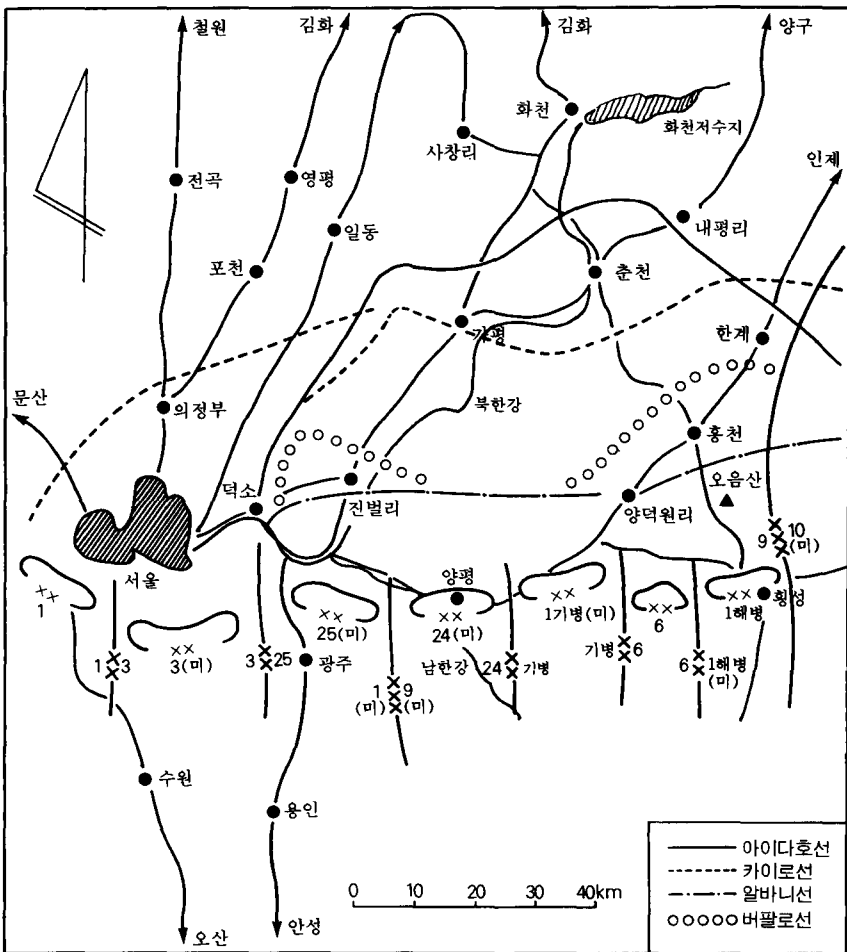 철원
김화
김화
양구
화천
화천저수지
사창리
인제
전곡
영평
내평리
일동
포천
춘천
가평
한계
문산
의정부
북한강
홍천
덕소
오음산
진벌리
양덕원리
9 10(미)
서울
양평
횡성
1
3(미)
25(미)
24(미)
1기병(미)
6
1해병
1 3
3 25
광주
1(미) 9(미)
남한강
24 기병
기병 6
6 1해병(미)
수원
용인
오산
안성
0 10 20 30 40km
아이다호선
카이로선
알바니선
버팔로선